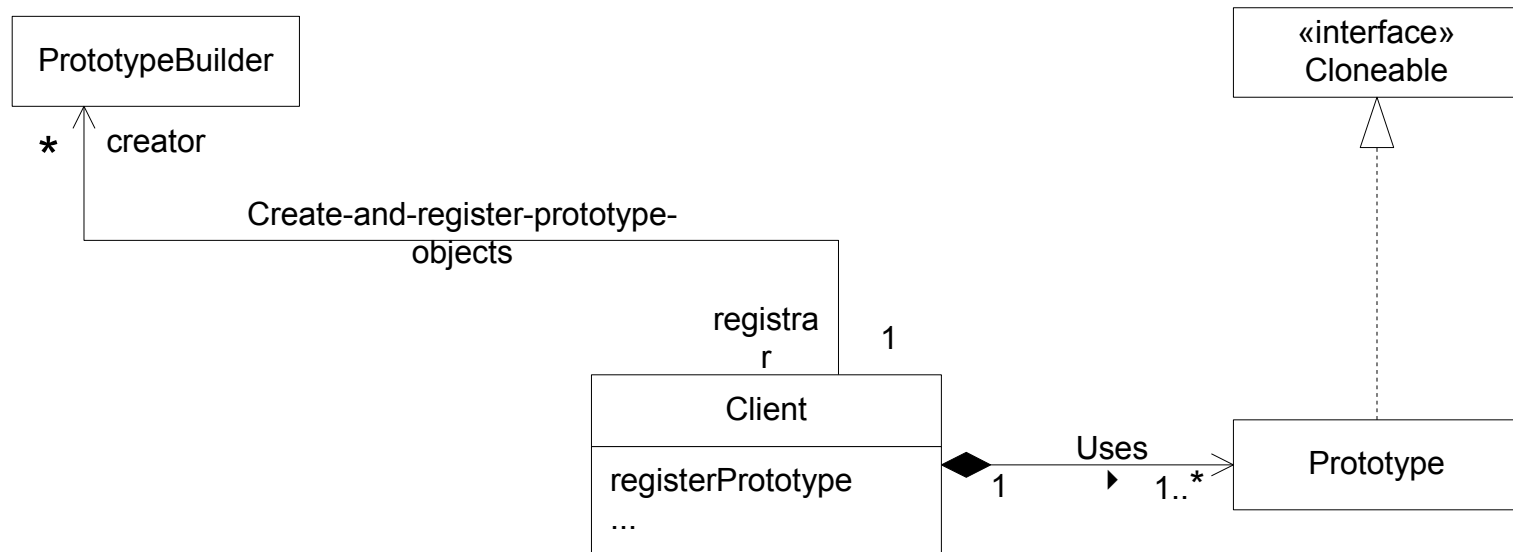 PrototypeBuilder
«interface»
Cloneable
* creator
Create-and-register-prototype-
objects
registra
r
1
Client
registerPrototype
...
Uses
1
1..*
Prototype